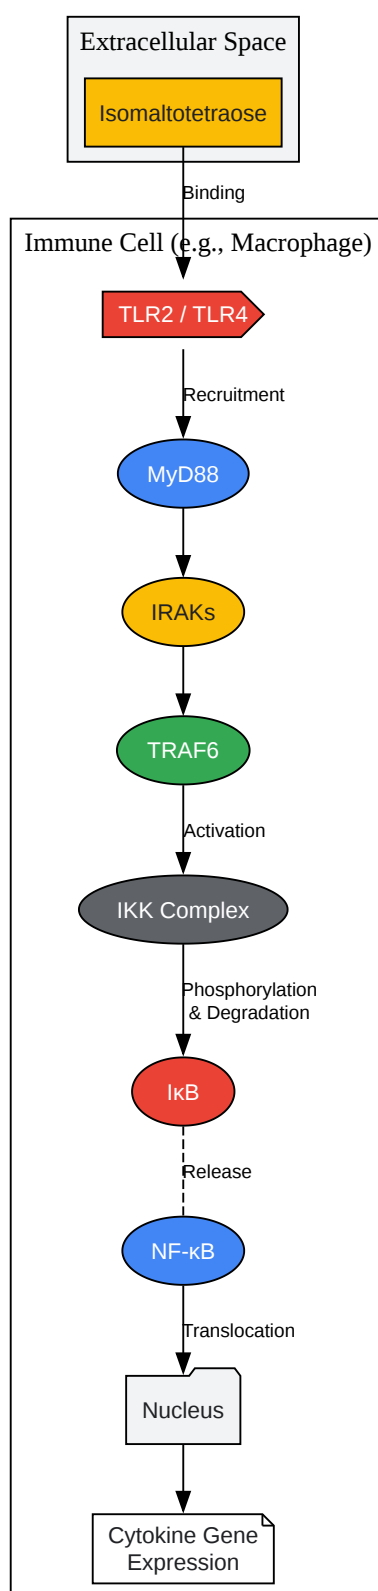 Extracellular Space
Isomaltotetraose
Binding
Immune Cell (e.g., Macrophage)
TLR2 / TLR4
Recruitment
MyD88
IRAKs
TRAF6
Activation
IKK Complex
Phosphorylation
& Degradation
IκB
Release
NF-κB
Translocation
Nucleus
Cytokine Gene
Expression